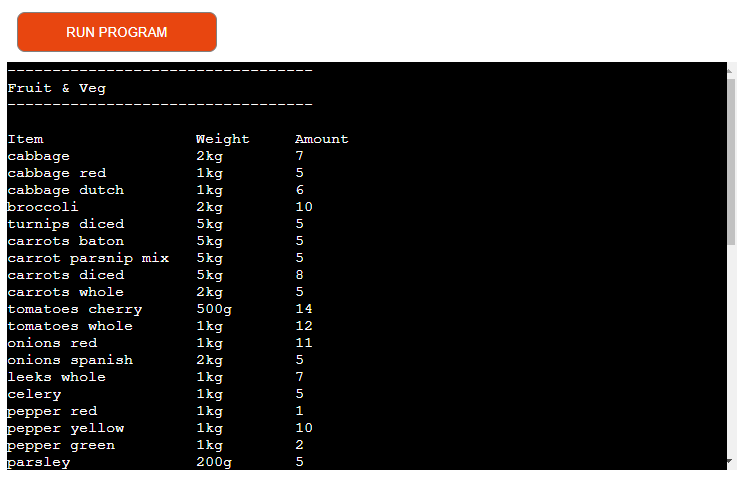 RUN PROGRAM
----------------------------------
Fruit & Veg
----------------------------------
Item Weight Amount
cabbage 2kg 7
cabbage red 1kg 5
cabbage dutch 1kg 6
broccoli 2kg 10
turnips diced 5kg 5
carrots baton 5kg 5
carrot parsnip mix 5kg 5
carrots diced 5kg 8
carrots whole 2kg 5
tomatoes cherry 500g 14
tomatoes whole 1kg 12
onions red 1kg 11
onions spanish 2kg 5
leeks whole 1kg 7
celery 1kg 5
pepper red 1kg 1
pepper yellow 1kg 10
pepper green 1kg 2
parsley 200g 5